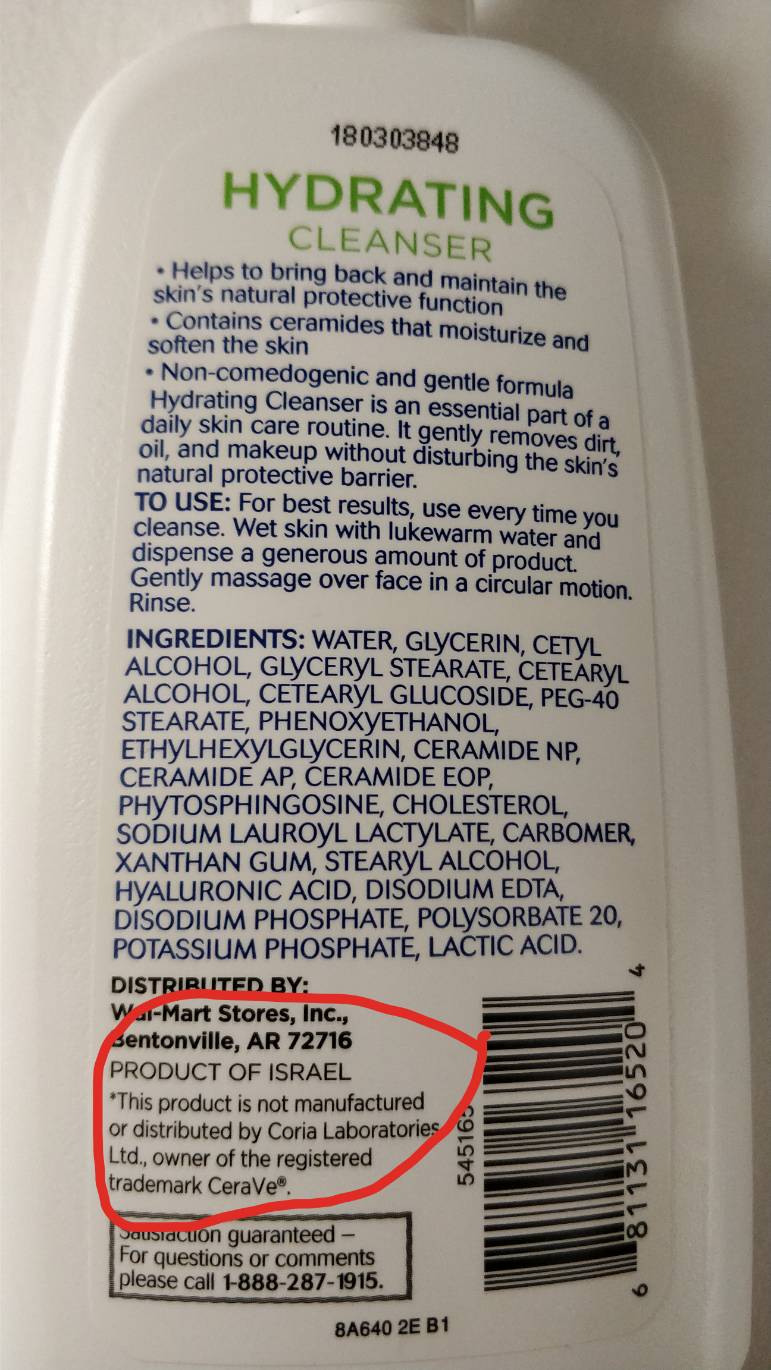 180303848
HYDRATING
CLEANSER
• Helps to bring back and maintain the
skin's natural protective function
• Contains ceramides that moisturize and
soften the skin
• Non-comedogenic and gentle formula
Hydrating Cleanser is an essential part of a
daily skin care routine. It gently removes dirt,
oil, and makeup without disturbing the skin's
natural protective barrier.
TO USE: For best results, use every time you
cleanse. Wet skin with lukewarm water and
dispense a generous amount of product.
Gently massage over face in a circular motion.
Rinse.
INGREDIENTS: WATER, GLYCERIN, CETYL
ALCOHOL, GLYCERYL STEARATE, CETEARYL
ALCOHOL, CETEARYL GLUCOSIDE, PEG-40
STEARATE, PHENOXYETHANOL,
ETHYLHEXYLGLYCERIN, CERAMIDE NP,
CERAMIDE AP, CERAMIDE EOP,
PHYTOSPHINGOSINE, CHOLESTEROL,
SODIUM LAUROYL LACTYLATE, CARBOMER,
XANTHAN GUM, STEARYL ALCOHOL,
HYALURONIC ACID, DISODIUM EDTA,
DISODIUM PHOSPHATE, POLYSORBATE 20,
POTASSIUM PHOSPHATE, LACTIC ACID.
DISTRIBUTED BY:
Wal-Mart Stores, Inc.,
Bentonville, AR 72716
PRODUCT OF ISRAEL
*This product is not manufactured
or distributed by Coria Laboratories
Ltd., owner of the registered
trademark CeraVe®.
Satisfaction guaranteed –
For questions or comments
please call 1-888-287-1915.
545165
6 81131 16520 4
8A640 2E B1